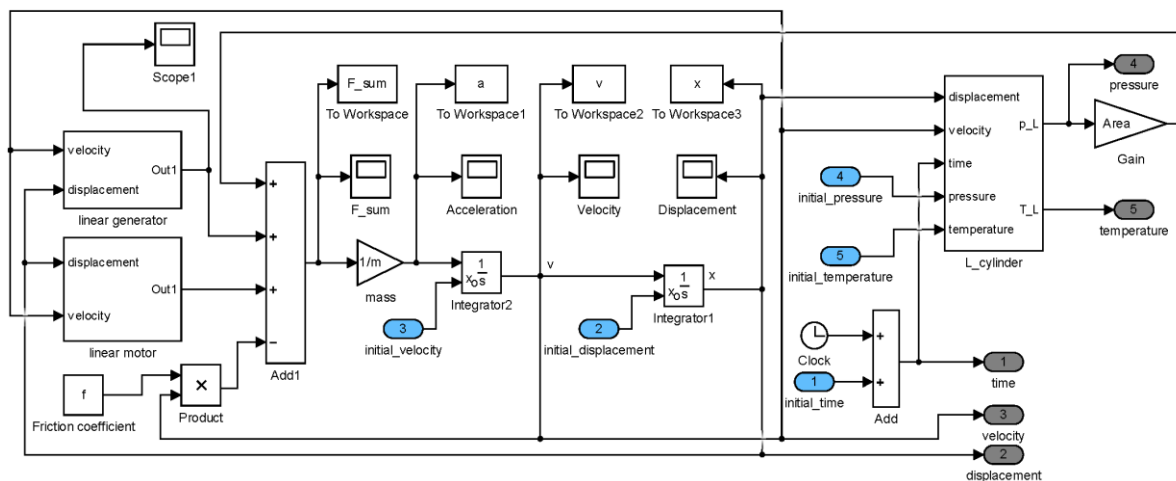 Scope1
F_sum
To Workspace
a
To Workspace1
v
To Workspace2
x
To Workspace3
4
pressure
velocity
displacement
Out1
linear generator
displacement
velocity
Out1
linear motor
f
Friction coefficient
×
Product
+
+
+
−
Add1
F_sum
Acceleration
Velocity
Displacement
1/m
mass
1
s
xo
Integrator2
v
3
initial_velocity
1
s
xo
Integrator1
x
2
initial_displacement
displacement
velocity
time
pressure
temperature
p_L
T_L
L_cylinder
Area
Gain
4
initial_pressure
5
initial_temperature
5
temperature
Clock
1
initial_time
+
+
Add
1
time
3
velocity
2
displacement